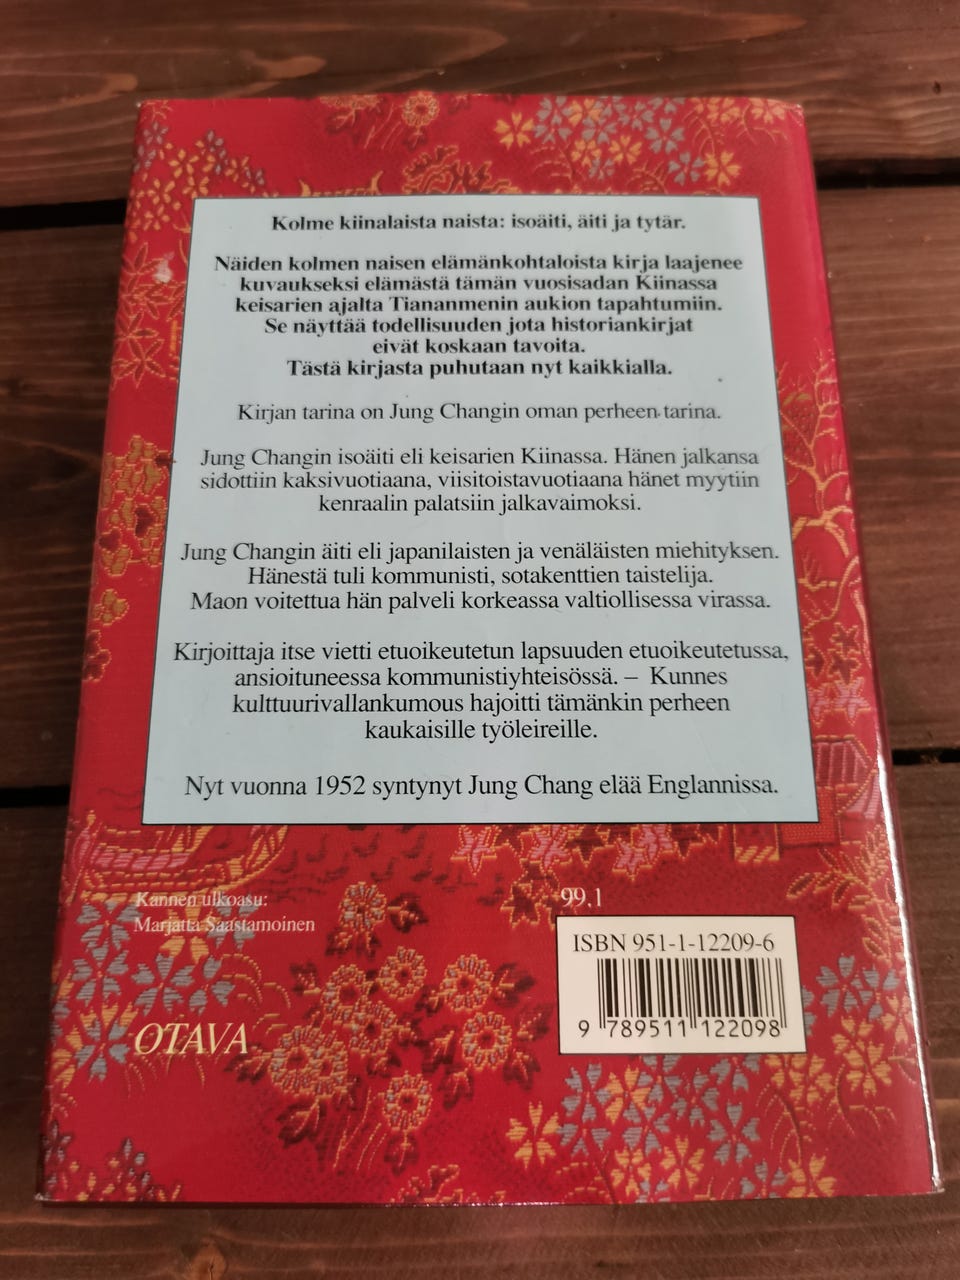 Kolme kiinalaista naista: isoäiti, äiti ja tytär.
Näiden kolmen naisen elämänkohtaloista kirja laajenee
kuvaukseksi elämästä tämän vuosisadan Kiinassa
keisarien ajalta Tiananmenin aukion tapahtumiin.
Se näyttää todellisuuden jota historiankirjat
eivät koskaan tavoita.
Tästä kirjasta puhutaan nyt kaikkialla.
Kirjan tarina on Jung Changin oman perheen tarina.
Jung Changin isoäiti eli keisarien Kiinassa. Hänen jalkansa
sidottiin kaksivuotiaana, viisitoistavuotiaana hänet myytiin
kenraalin palatsiin jalkavaimoksi.
Jung Changin äiti eli japanilaisten ja venäläisten miehityksen.
Hänestä tuli kommunisti, sotakenttien taistelija.
Maon voitettua hän palveli korkeassa valtiollisessa virassa.
Kirjoittaja itse vietti etuoikeutetun lapsuuden etuoikeutetussa,
ansioituneessa kommunistiyhteisössä. – Kunnes
kulttuurivallankumous hajoitti tämänkin perheen
kaukaisille työleireille.
Nyt vuonna 1952 syntynyt Jung Chang elää Englannissa.
Kannen ulkoasu:
Marjatta Saastamoinen
OTAVA
99.1
ISBN 951-1-12209-6
9 789511 122098